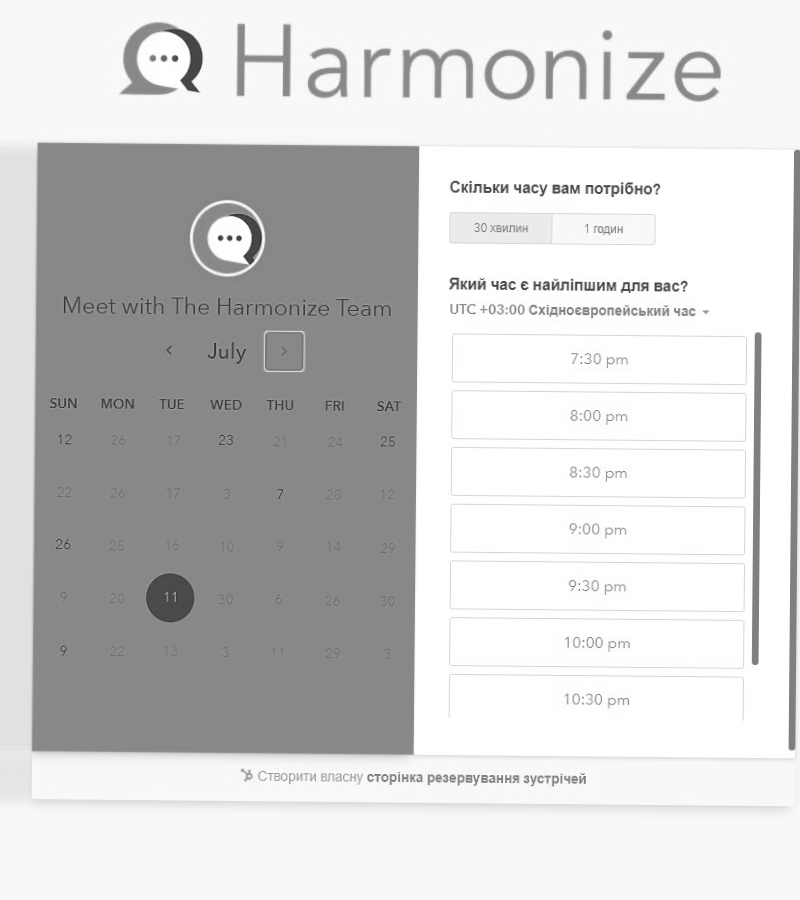 Harmonize
Meet with The Harmonize Team
July
SUN MON TUE WED THU FRI SAT
12 26 17 23 21 24 25
22 26 17 3 7 28 12
26 25 16 10 9 14 29
9 20 11 30 6 26 30
9 22 13 3 11 29 3
Скільки часу вам потрібно?
30 хвилин 1 годин
Який час є найліпшим для вас?
UTC +03:00 Східноєвропейський час
7:30 pm
8:00 pm
8:30 pm
9:00 pm
9:30 pm
10:00 pm
10:30 pm
Створити власну сторінка резервування зустрічей